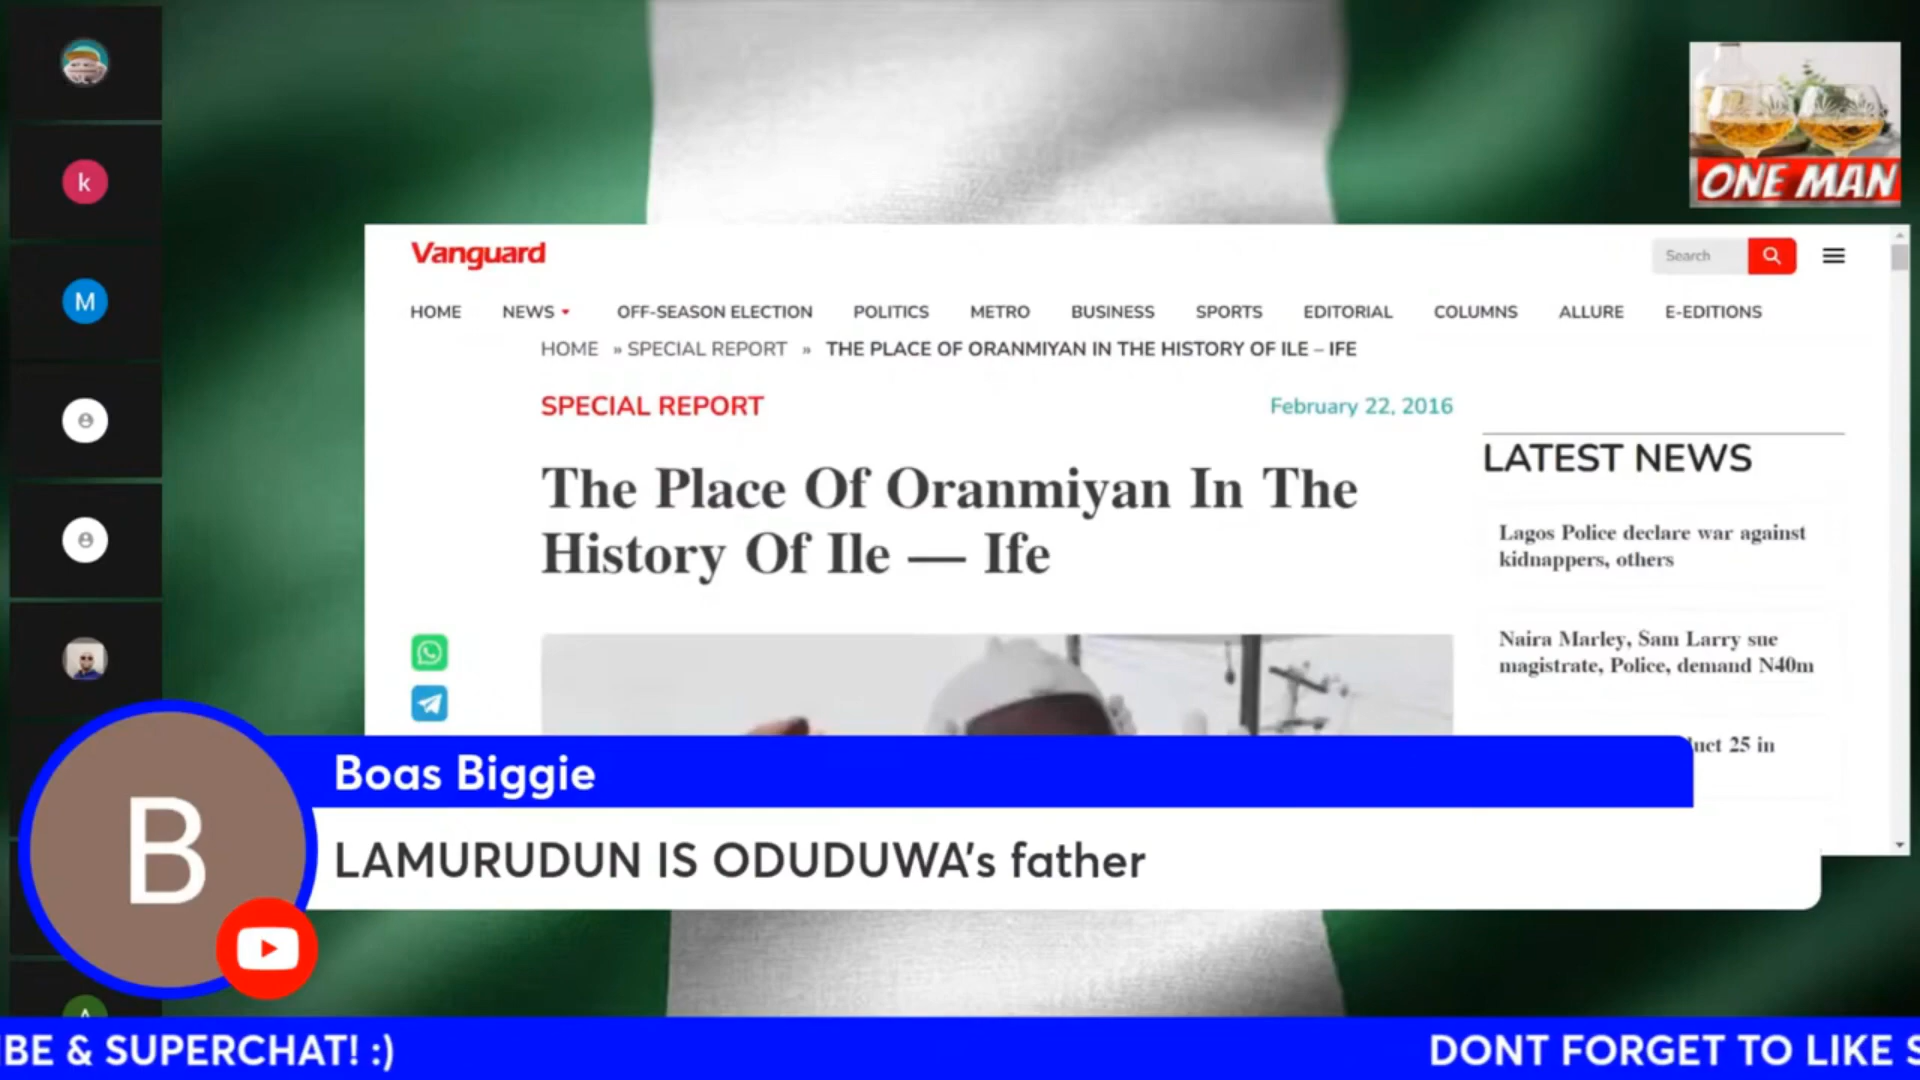 k
M
ONE MAN
Vanguard
Search
HOME NEWS OFF-SEASON ELECTION POLITICS METRO BUSINESS SPORTS EDITORIAL COLUMNS ALLURE E-EDITIONS
HOME » SPECIAL REPORT » THE PLACE OF ORANMIYAN IN THE HISTORY OF ILE – IFE
SPECIAL REPORT
February 22, 2016
The Place Of Oranmiyan In The
History Of Ile — Ife
LATEST NEWS
Lagos Police declare war against
kidnappers, others
Naira Marley, Sam Larry sue
magistrate, Police, demand N40m
25 in
B
Boas Biggie
LAMURUDUN IS ODUDUWA's father
& SUPERCHAT! :)
DONT FORGET TO LIKE